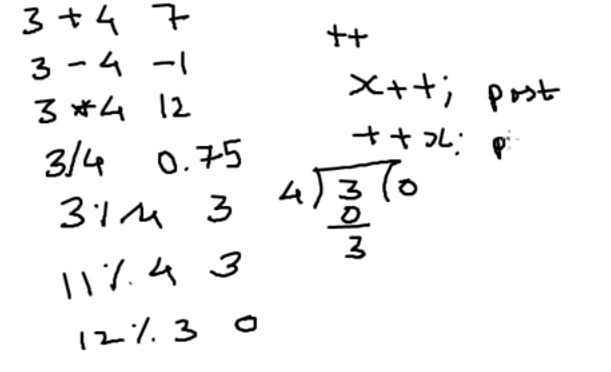 3 + 4 7
3 - 4 -1
3 * 4 12
3/4 0.75
3 % 4 3
11 % 4 3
12 % 3 0
++
x++; post
++x; p
4 ) 3 ( 0
0
3